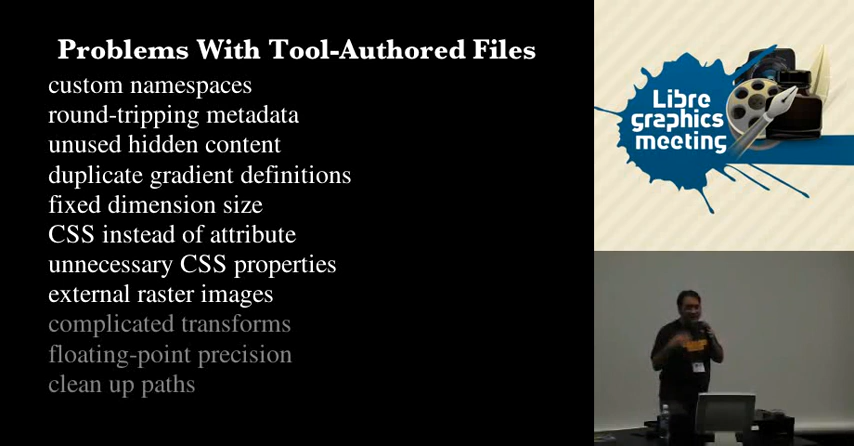 Problems With Tool-Authored Files
custom namespaces
round-tripping metadata
unused hidden content
duplicate gradient definitions
fixed dimension size
CSS instead of attribute
unnecessary CSS properties
external raster images
complicated transforms
floating-point precision
clean up paths
Libre
graphics
meeting